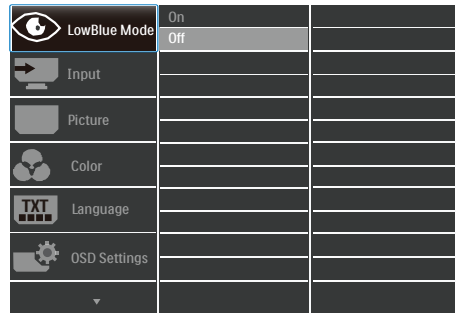 LowBlue Mode
On
Off
Input
Picture
Color
TXT
Language
OSD Settings